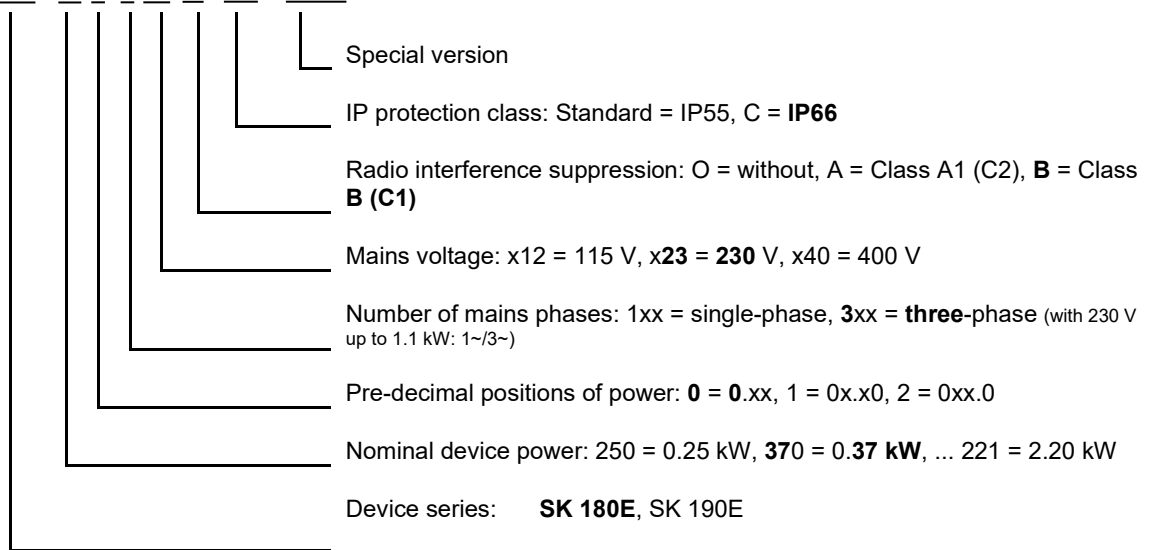 Special version
IP protection class: Standard = IP55, C = IP66
Radio interference suppression: O = without, A = Class A1 (C2), B = Class
B (C1)
Mains voltage: x12 = 115 V, x23 = 230 V, x40 = 400 V
Number of mains phases: 1xx = single-phase, 3xx = three-phase (with 230 V
up to 1.1 kW: 1~/3~)
Pre-decimal positions of power: 0 = 0.xx, 1 = 0x.x0, 2 = 0xx.0
Nominal device power: 250 = 0.25 kW, 370 = 0.37 kW, ... 221 = 2.20 kW
Device series: SK 180E, SK 190E